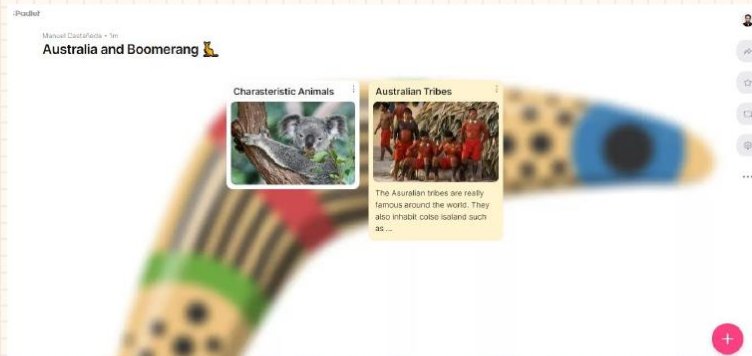 :Padlet
Manuel Castañeda • 1m
Australia and Boomerang
Charasteristic Animals
Australian Tribes
The Asuralian tribes are really
famous around the world. They
also inhabit colse isaland such
as ...